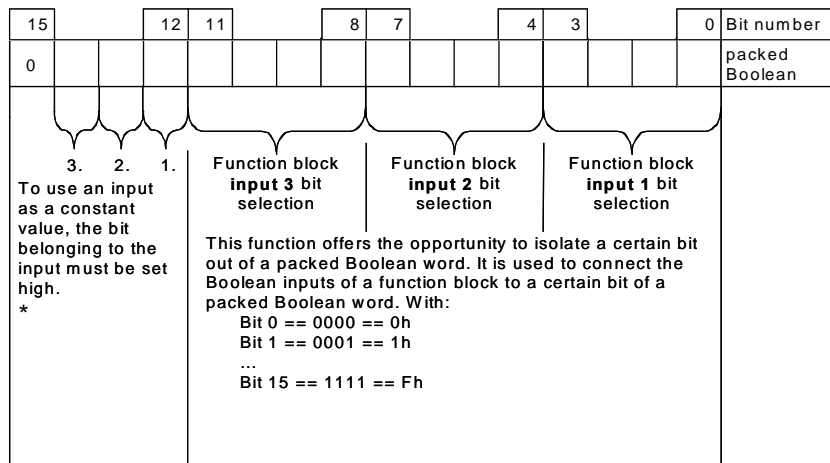 15 12 11 8 7 4 3 0 Bit number
0 packed
Boolean
3. 2. 1.
To use an input
as a constant
value, the bit
belonging to the
input must be set
high.
*
Function block
input 3 bit
selection
Function block
input 2 bit
selection
Function block
input 1 bit
selection
This function offers the opportunity to isolate a certain bit
out of a packed Boolean word. It is used to connect the
Boolean inputs of a function block to a certain bit of a
packed Boolean word. With:
Bit 0 == 0000 == 0h
Bit 1 == 0001 == 1h
...
Bit 15 == 1111 == Fh